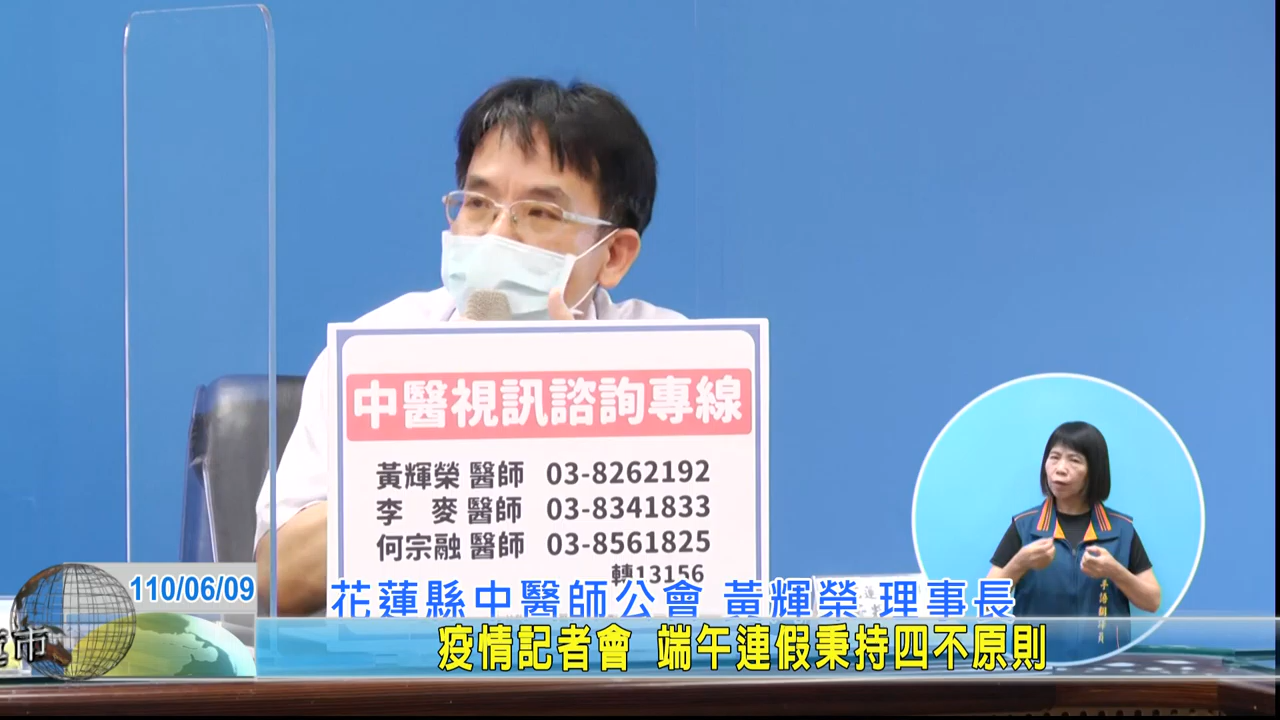 中醫視訊諮詢專線
黃輝榮 醫師 03-8262192
李 麥 醫師 03-8341833
何宗融 醫師 03-8561825
轉13156
110/06/09
花蓮縣中醫師公會 黃輝榮 理事長
疫情記者會 端午連假秉持四不原則
市